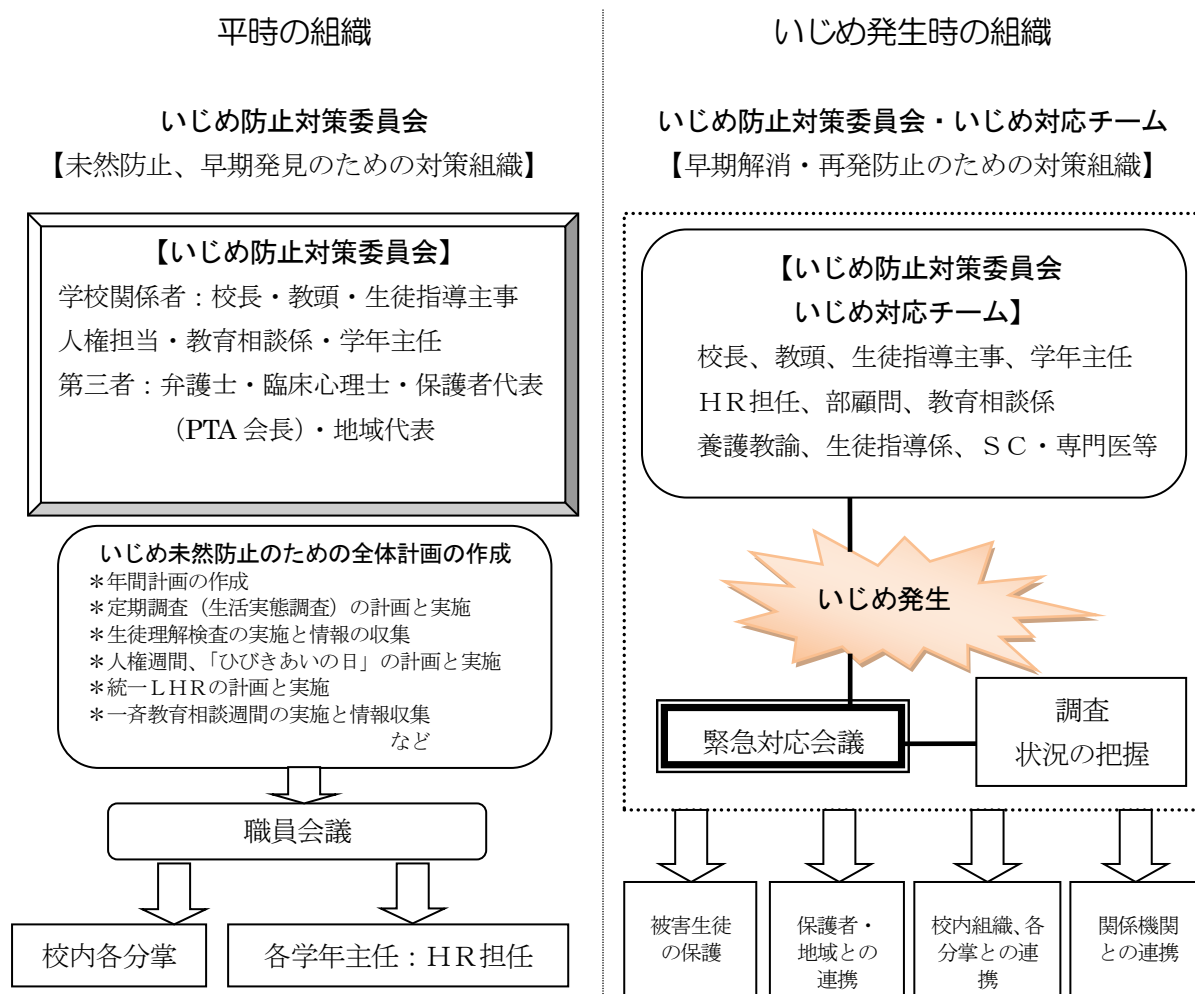 平時の組織
いじめ防止対策委員会
【未然防止、早期発見のための対策組織】
【いじめ防止対策委員会】
学校関係者：校長・教頭・生徒指導主事
人権担当・教育相談係・学年主任
第三者：弁護士・臨床心理士・保護者代表
（PTA 会長）・地域代表
いじめ未然防止のための全体計画の作成
＊年間計画の作成
＊定期調査（生活実態調査）の計画と実施
＊生徒理解検査の実施と情報の収集
＊人権週間、「ひびきあいの日」の計画と実施
＊統一ＬＨＲの計画と実施
＊一斉教育相談週間の実施と情報収集
など
職員会議
校内各分掌
各学年主任：ＨＲ担任
いじめ発生時の組織
いじめ防止対策委員会・いじめ対応チーム
【早期解消・再発防止のための対策組織】
【いじめ防止対策委員会
いじめ対応チーム】
校長、教頭、生徒指導主事、学年主任
ＨＲ担任、部顧問、教育相談係
養護教諭、生徒指導係、ＳＣ・専門医等
いじめ発生
緊急対応会議
調査
状況の把握
被害生徒
の保護
保護者・
地域との
連携
校内組織、各
分掌との連
携
関係機関
との連携